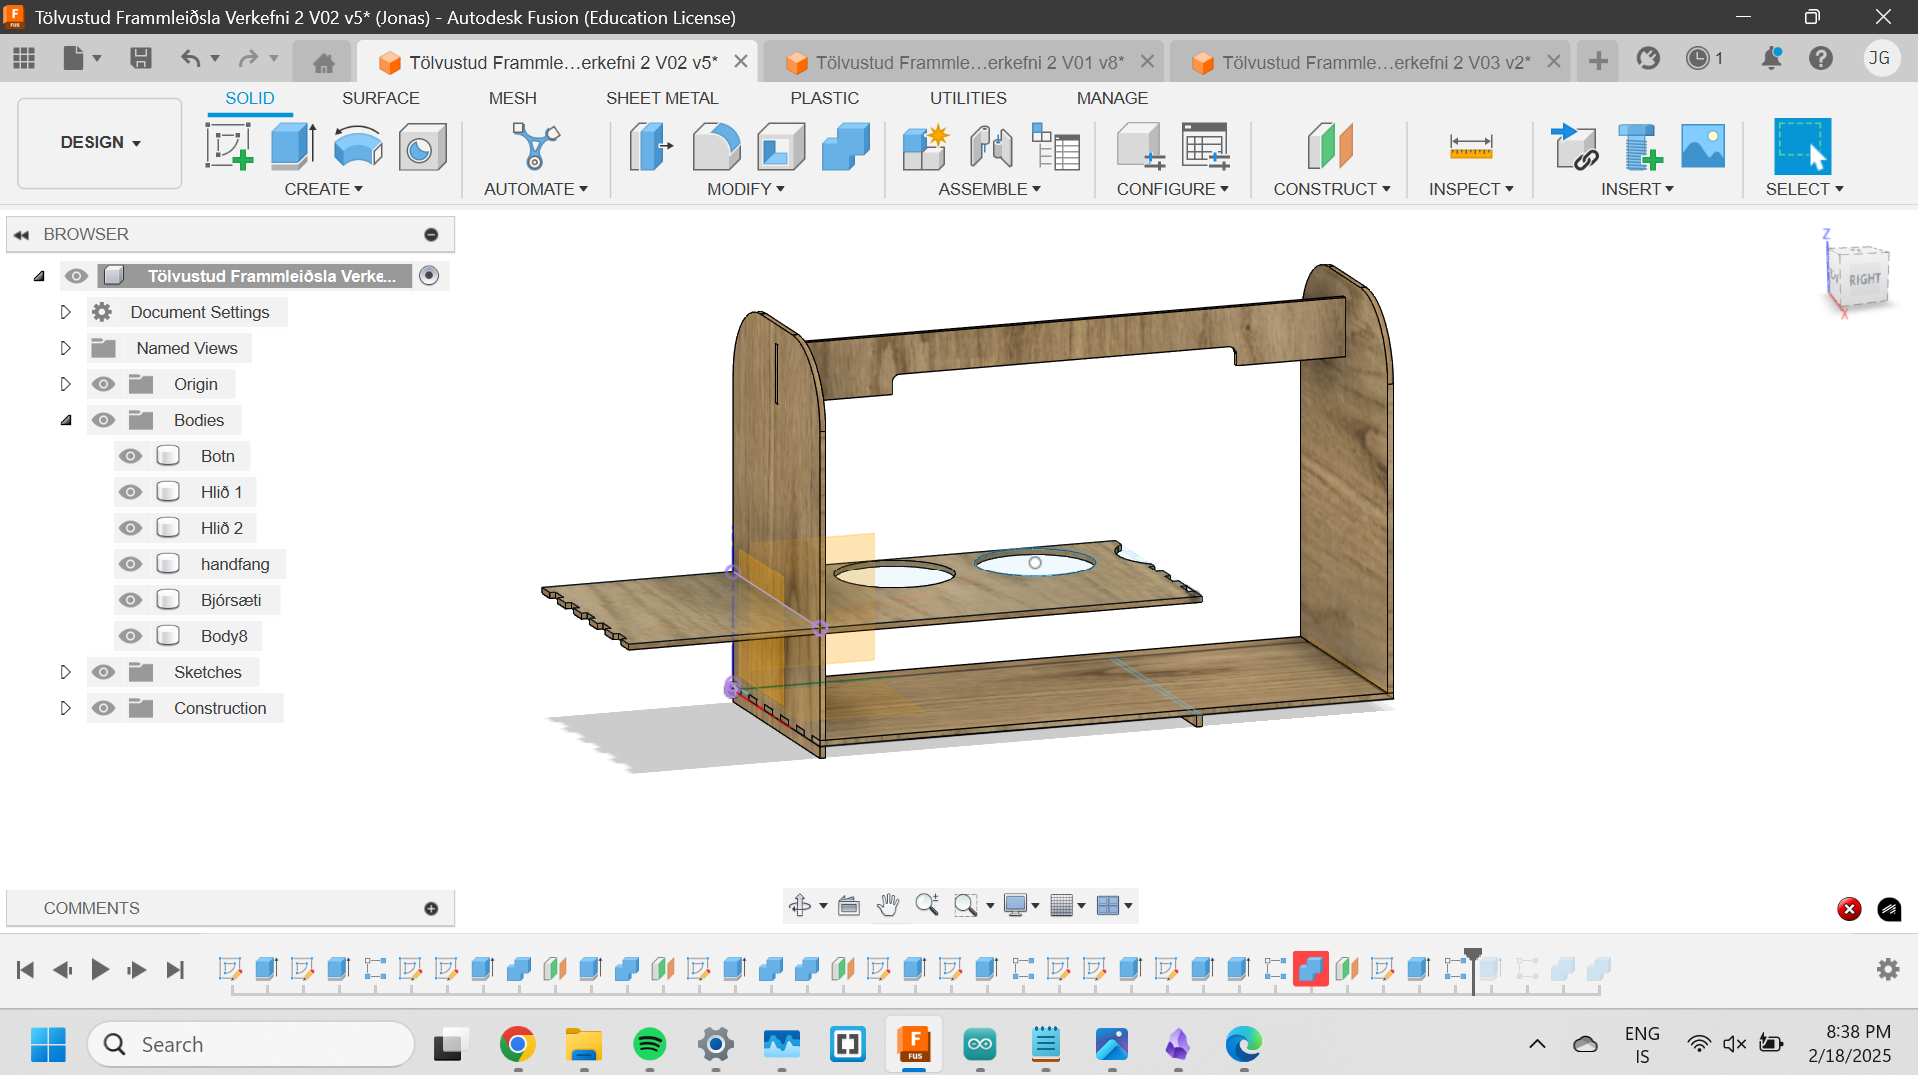 Tölvustud Frammleiðsla Verkefni 2 V02 v5* (Jonas) - Autodesk Fusion (Education License)
Tölvustud Frammle...erkefni 2 V02 v5*
Tölvustud Frammle...erkefni 2 V01 v8*
Tölvustud Frammle...erkefni 2 V03 v2*
1
JG
SOLID
SURFACE
MESH
SHEET METAL
PLASTIC
UTILITIES
MANAGE
DESIGN
CREATE
AUTOMATE
MODIFY
ASSEMBLE
CONFIGURE
CONSTRUCT
INSPECT
INSERT
SELECT
BROWSER
Tölvustud Frammleiðsla Verke...
Document Settings
Named Views
Origin
Bodies
Botn
Hlið 1
Hlið 2
handfang
Bjórsæti
Body8
Sketches
Construction
Z
RIGHT
X
COMMENTS
Search
F
FUS
ENG
IS
8:38 PM
2/18/2025